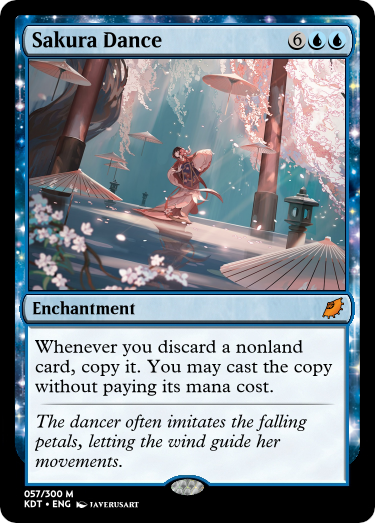 Sakura Dance 6
Enchantment
Whenever you discard a nonland
card, copy it. You may cast the copy
without paying its mana cost.
The dancer often imitates the falling
petals, letting the wind guide her
movements.
057/300 M
KDT • ENG JAVERUSART